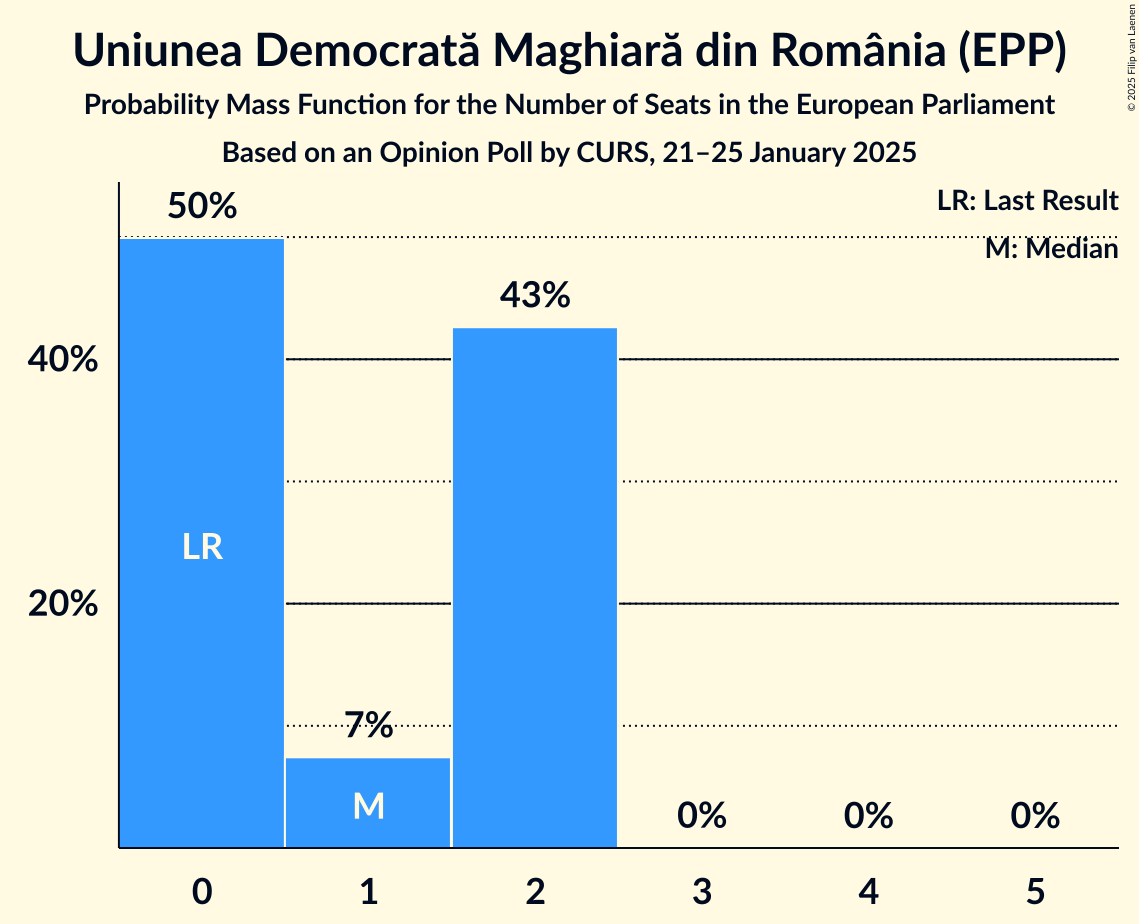 Uniunea Democrată Maghiară din România (EPP)
Probability Mass Function for the Number of Seats in the European Parliament
Based on an Opinion Poll by CURS, 21–25 January 2025
© 2025 Filip van Laenen
LR: Last Result
M: Median
50%
43%
40%
LR
20%
7%
M
0%
0%
0%
0
1
2
3
4
5